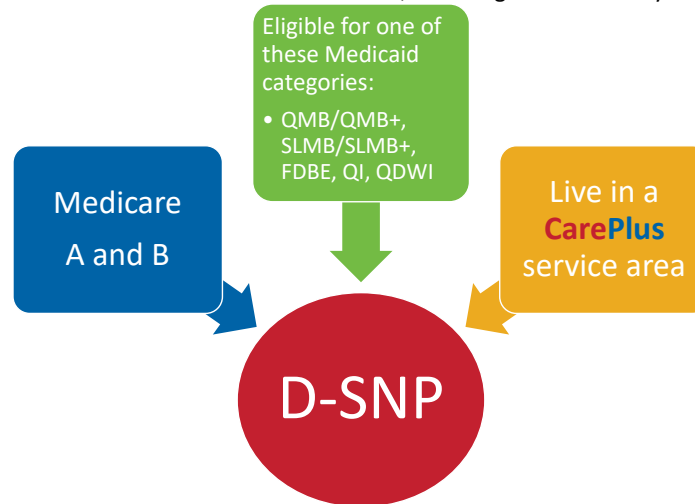 Eligible for one of
these Medicaid
categories:
• QMB/QMB+,
SLMB/SLMB+,
FDBE, QI, QDWI
Medicare
A and B
Live in a
CarePlus
service area
D-SNP